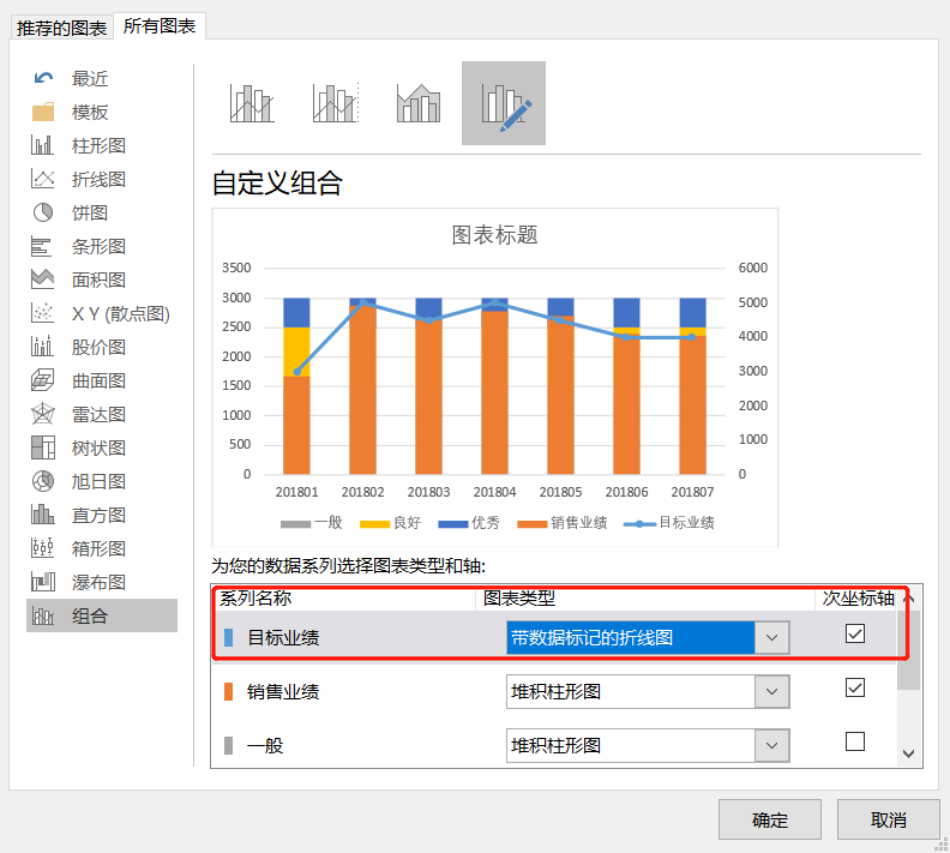 推荐的图表 所有图表
最近
模板
柱形图
折线图
饼图
条形图
面积图
X Y (散点图)
股价图
曲面图
雷达图
树状图
旭日图
直方图
箱形图
瀑布图
组合
自定义组合
图表标题
3500 6000
3000 5000
2500 4000
2000 3000
1500 2000
1000 1000
500 0
0
201801 201802 201803 201804 201805 201806 201807
一般 良好 优秀 销售业绩 目标业绩
为您的数据系列选择图表类型和轴:
系列名称 图表类型 次坐标轴
目标业绩 带数据标记的折线图
销售业绩 堆积柱形图
一般 堆积柱形图
确定 取消